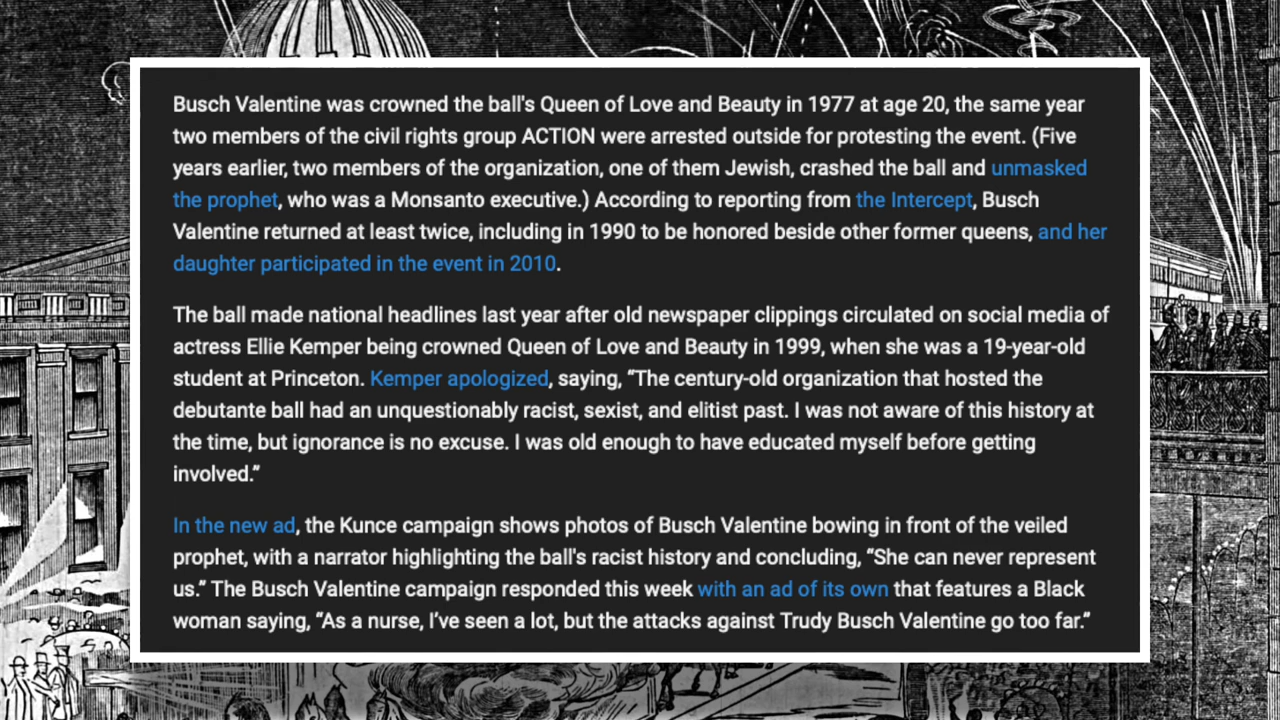 Busch Valentine was crowned the ball's Queen of Love and Beauty in 1977 at age 20, the same year
two members of the civil rights group ACTION were arrested outside for protesting the event. (Five
years earlier, two members of the organization, one of them Jewish, crashed the ball and unmasked
the prophet, who was a Monsanto executive.) According to reporting from the Intercept, Busch
Valentine returned at least twice, including in 1990 to be honored beside other former queens, and her
daughter participated in the event in 2010.
The ball made national headlines last year after old newspaper clippings circulated on social media of
actress Ellie Kemper being crowned Queen of Love and Beauty in 1999, when she was a 19-year-old
student at Princeton. Kemper apologized, saying, “The century-old organization that hosted the
debutante ball had an unquestionably racist, sexist, and elitist past. I was not aware of this history at
the time, but ignorance is no excuse. I was old enough to have educated myself before getting
involved.”
In the new ad, the Kunce campaign shows photos of Busch Valentine bowing in front of the veiled
prophet, with a narrator highlighting the ball's racist history and concluding, “She can never represent
us.” The Busch Valentine campaign responded this week with an ad of its own that features a Black
woman saying, “As a nurse, I’ve seen a lot, but the attacks against Trudy Busch Valentine go too far.”